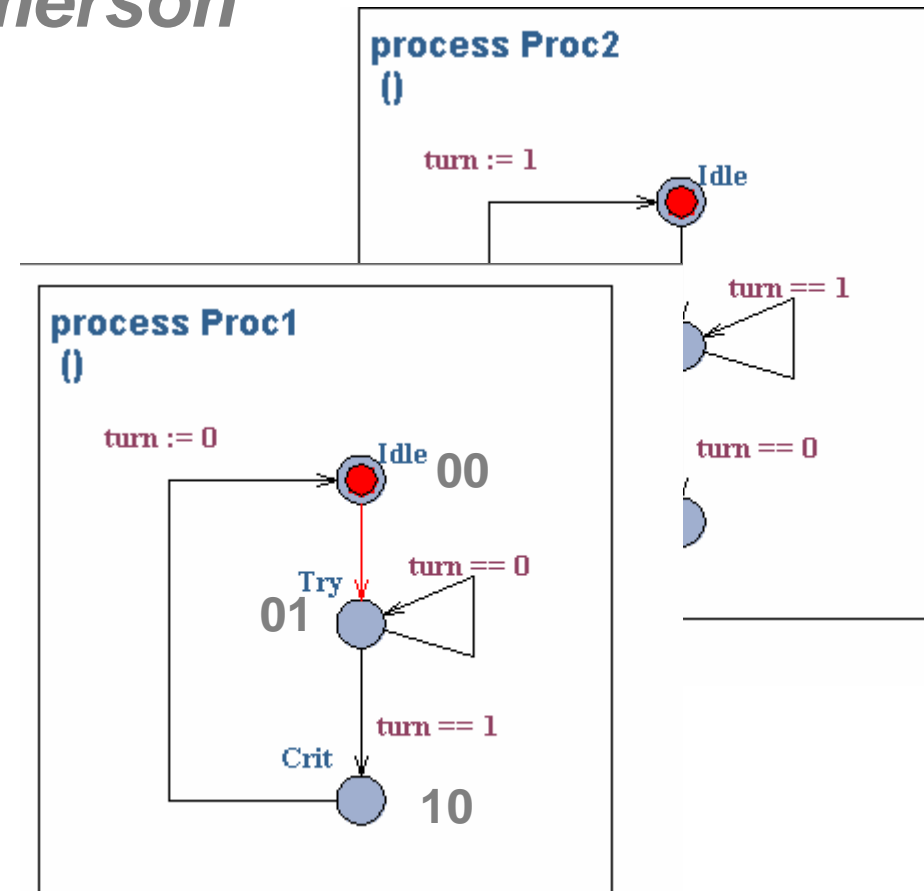 process Proc2
()
turn := 1
Idle
turn == 1
turn == 0
process Proc1
()
turn := 0
Idle 00
Try
turn == 0
01
turn == 1
Crit
10